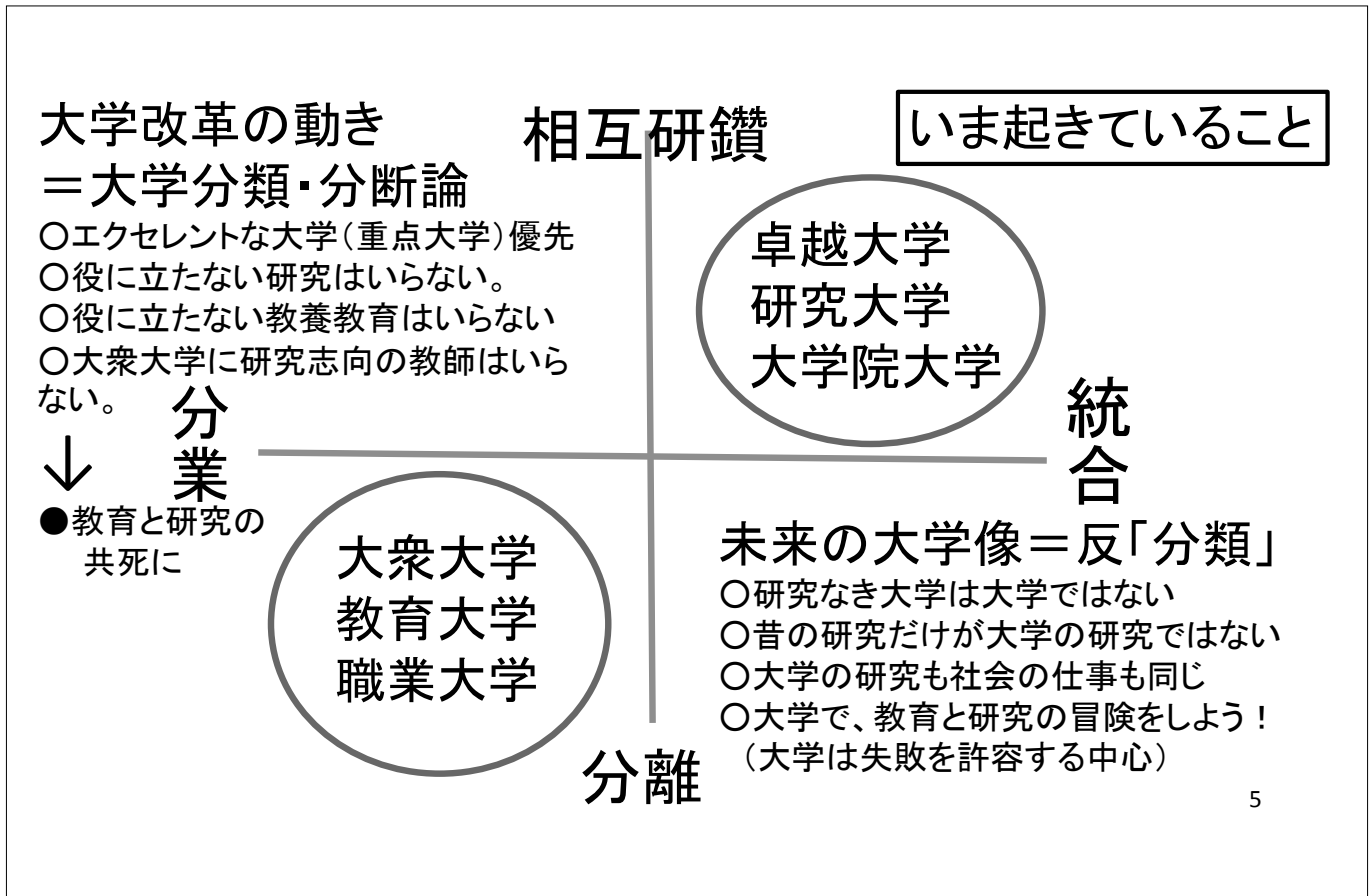 大学改革の動き
＝大学分類・分断論
○エクセレントな大学（重点大学）優先
○役に立たない研究はいらない。
○役に立たない教養教育はいらない
○大衆大学に研究志向の教師はいら
ない。
↓
●教育と研究の
共死に
相互研鑽
いま起きていること
卓越大学
研究大学
大学院大学
分業
統合
大衆大学
教育大学
職業大学
分離
未来の大学像＝反「分類」
○研究なき大学は大学ではない
○昔の研究だけが大学の研究ではない
○大学の研究も社会の仕事も同じ
○大学で、教育と研究の冒険をしよう！
（大学は失敗を許容する中心）
5